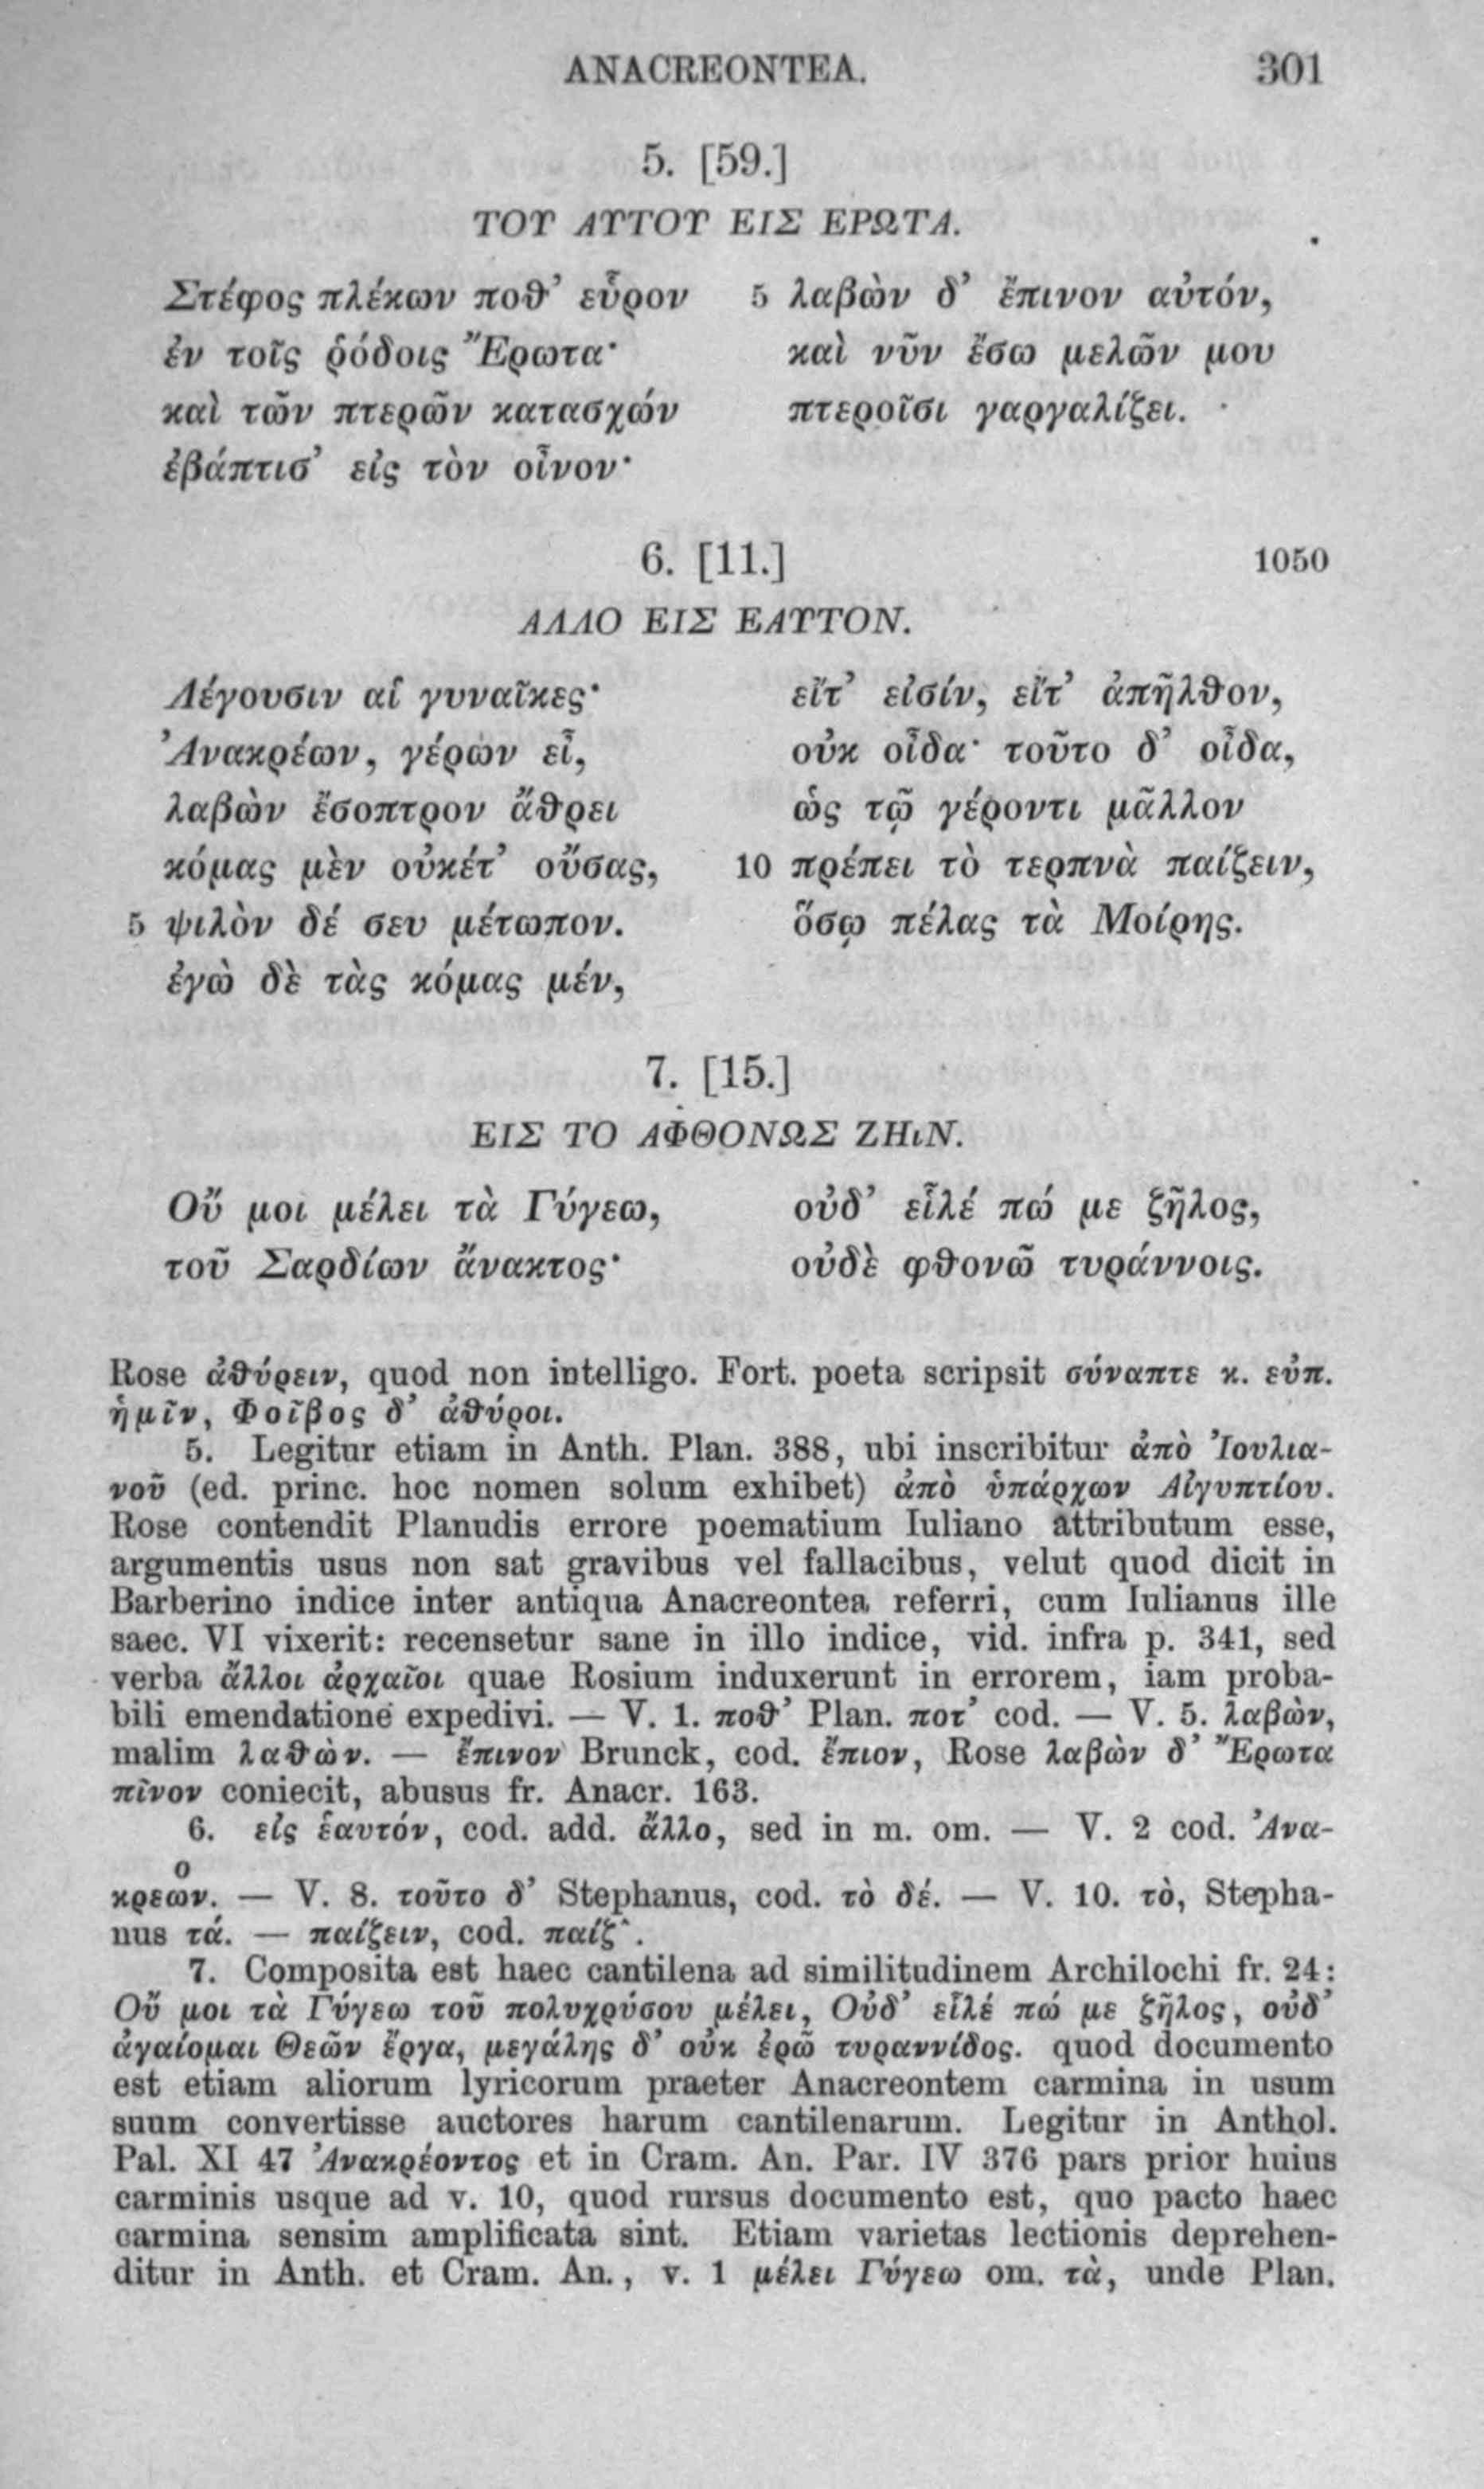 ANACREONTEA. 301
5. [59.]
ΤΟΥ ΑΥΤΟΥ ΕΙΣ ΕΡΩΤΑ.
Στέφος πλέκων ποθ’ εὗρον
ἐν τοῖς ῥόδοις Ἔρωτα·
καὶ τῶν πτερῶν κατασχών
ἐβάπτισ’ εἰς τὸν οἶνον·
5 λαβὼν δ’ ἔπινον αὐτόν,
καὶ νῦν ἔσω μελῶν μου
πτεροῖσι γαργαλίζει.
6. [11.] 1050
ΑΛΛΟ ΕΙΣ ΕΑΥΤΟΝ.
Λέγουσιν αἱ γυναῖκες·
Ἀνακρέων, γέρων εἶ,
λαβὼν ἔσοπτρον ἄθρει
κόμας μὲν οὐκέτ’ οὔσας,
5 ψιλὸν δέ σευ μέτωπον.
ἐγὼ δὲ τὰς κόμας μέν,
εἴτ’ εἰσίν, εἴτ’ ἀπῆλθον,
οὐκ οἶδα· τοῦτο δ’ οἶδα,
ὡς τῷ γέροντι μᾶλλον
10 πρέπει τὸ τερπνὰ παίζειν,
ὅσῳ πέλας τὰ Μοίρης.
7. [15.]
ΕΙΣ ΤΟ ΑΦΘΟΝΩΣ ΖΗιΝ.
Οὔ μοι μέλει τὰ Γύγεω,
τοῦ Σαρδίων ἄνακτος·
οὐδ’ εἷλέ πώ με ζῆλος,
οὐδὲ φθονῶ τυράννοις.
Rose ἀθύρειν, quod non intelligo. Fort. poeta scripsit σύναπτε κ. εὐπ.
ἡμῖν, Φοῖβος δ’ ἀθύροι.
5. Legitur etiam in Anth. Plan. 388, ubi inscribitur ἀπὸ Ἰουλια-
νοῦ (ed. princ. hoc nomen solum exhibet) ἀπὸ ὑπάρχων Αἰγυπτίου.
Rose contendit Planudis errore poematium Iuliano attributum esse,
argumentis usus non sat gravibus vel fallacibus, velut quod dicit in
Barberino indice inter antiqua Anacreontea referri, cum Iulianus ille
saec. VI vixerit: recensetur sane in illo indice, vid. infra p. 341, sed
verba ἄλλοι ἀρχαῖοι quae Rosium induxerunt in errorem, iam proba-
bili emendatione expedivi. — V. 1. ποθ’ Plan. ποτ’ cod. — V. 5. λαβὼν,
malim λαθὼν. — ἔπινον Brunck, cod. ἔπιον, Rose λαβὼν δ’ Ἔρωτα
πῖνον coniecit, abusus fr. Anacr. 163.
6. εἰς ἑαυτόν, cod. add. ἄλλο, sed in m. om. — V. 2 cod. Ἀνα-
ο
κρεων. — V. 8. τοῦτο δ’ Stephanus, cod. τὸ δέ. — V. 10. τὸ, Stepha-
nus τά. — παίζειν, cod. παίζ^.
7. Composita est haec cantilena ad similitudinem Archilochi fr. 24:
Οὔ μοι τὰ Γύγεω τοῦ πολυχρύσου μέλει, Οὐδ’ εἷλέ πώ με ζῆλος, οὐδ’
ἀγαίομαι Θεῶν ἔργα, μεγάλης δ’ οὐκ ἐρῶ τυραννίδος. quod documento
est etiam aliorum lyricorum praeter Anacreontem carmina in usum
suum convertisse auctores harum cantilenarum. Legitur in Anthol.
Pal. XI 47 Ἀνακρέοντος et in Cram. An. Par. IV 376 pars prior huius
carminis usque ad v. 10, quod rursus documento est, quo pacto haec
carmina sensim amplificata sint. Etiam varietas lectionis deprehen-
ditur in Anth. et Cram. An., v. 1 μέλει Γύγεω om. τὰ, unde Plan.